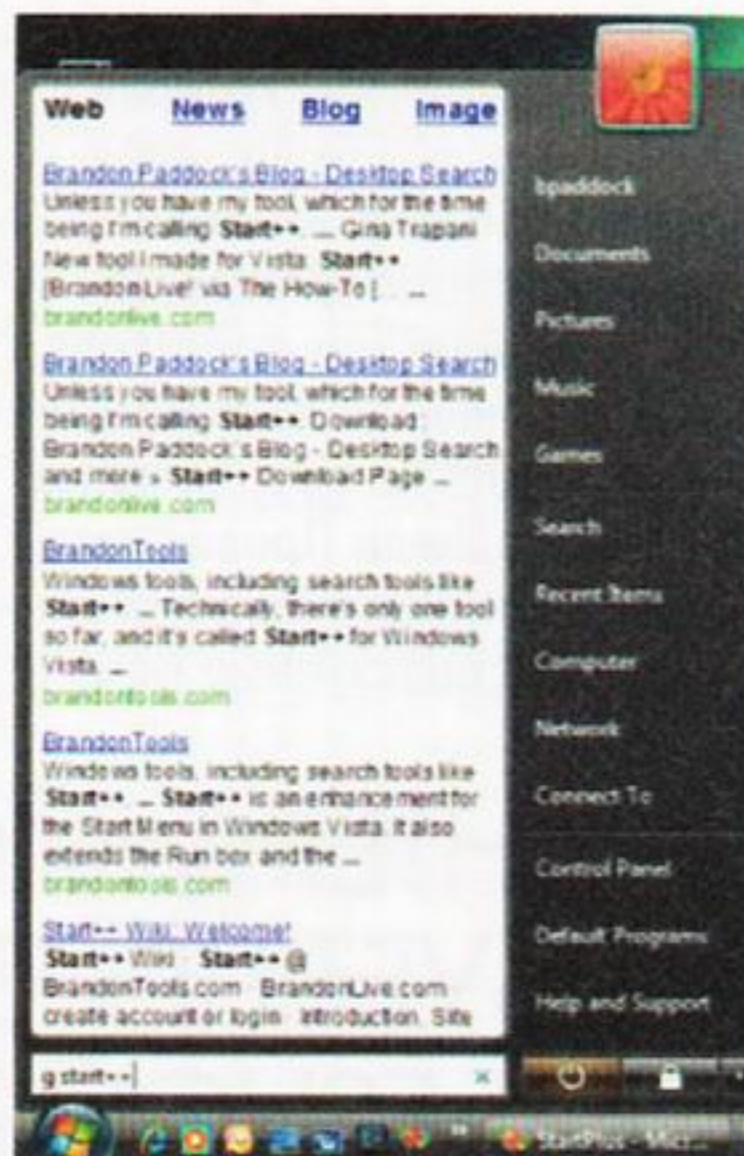 Web News Blog Image
Brandon Paddock's Blog - Desktop Search
Unless you have my tool, which for the time
being I'm calling Start++. ... Gina Trapani
New tool I made for Vista: Start++
[Brandon Live! via The How-To [... ...
brandonlive.com
Brandon Paddock's Blog - Desktop Search
Unless you have my tool, which for the time
being I'm calling Start++. Download:
Brandon Paddock's Blog - Desktop Search
and more » Start++ Download Page ...
brandonlive.com
BrandonTools
Windows tools, including search tools like
Start++ ... Technically, there's only one tool
so far, and it's called Start++ for Windows
Vista. ...
brandontools.com
BrandonTools
Windows tools, including search tools like
Start++ ... Start++ is an enhancement for
the Start Menu in Windows Vista. It also
extends the Run box and the ...
brandontools.com
Start++ Wiki: Welcome!
Start++ Wiki · Start++ @
BrandonTools.com · BrandonLive.com ·
create account or login · Introduction. Site
g start++
bpaddock
Documents
Pictures
Music
Games
Search
Recent Items
Computer
Network
Connect To
Control Panel
Default Programs
Help and Support
StartPlus - Micr...